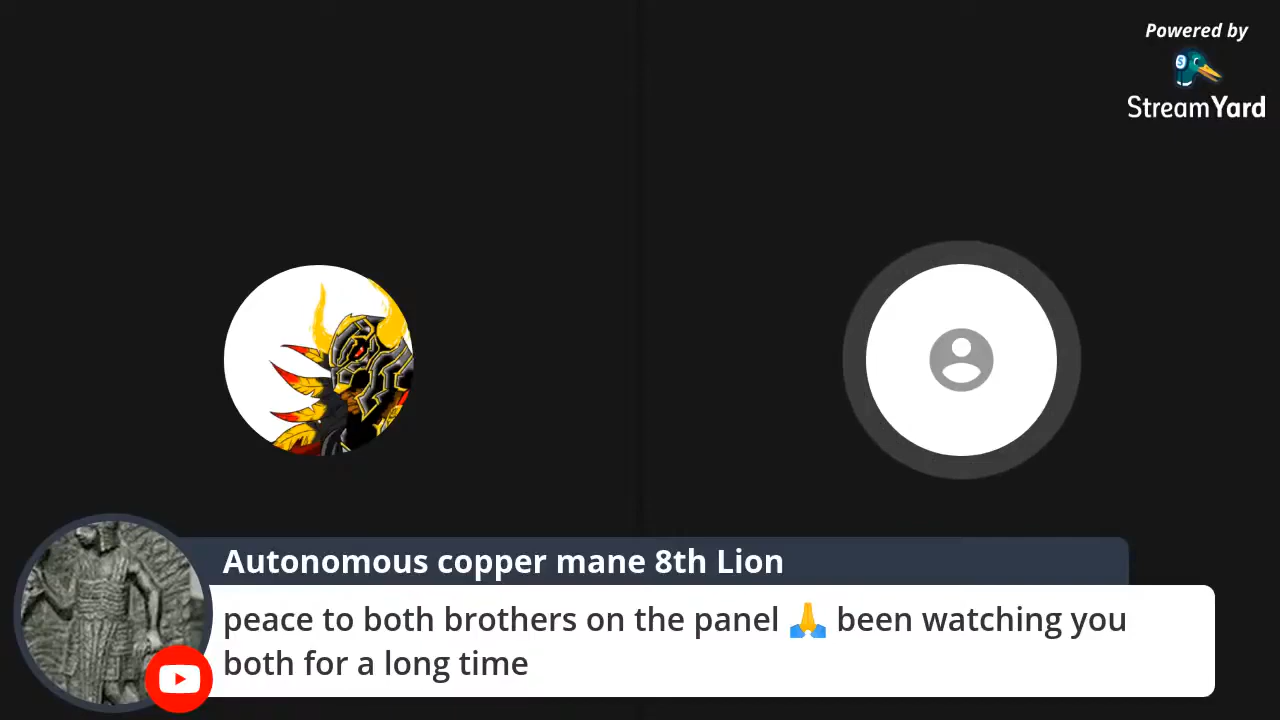 Powered by
S
StreamYard
Autonomous copper mane 8th Lion
peace to both brothers on the panel 🙏 been watching you
both for a long time